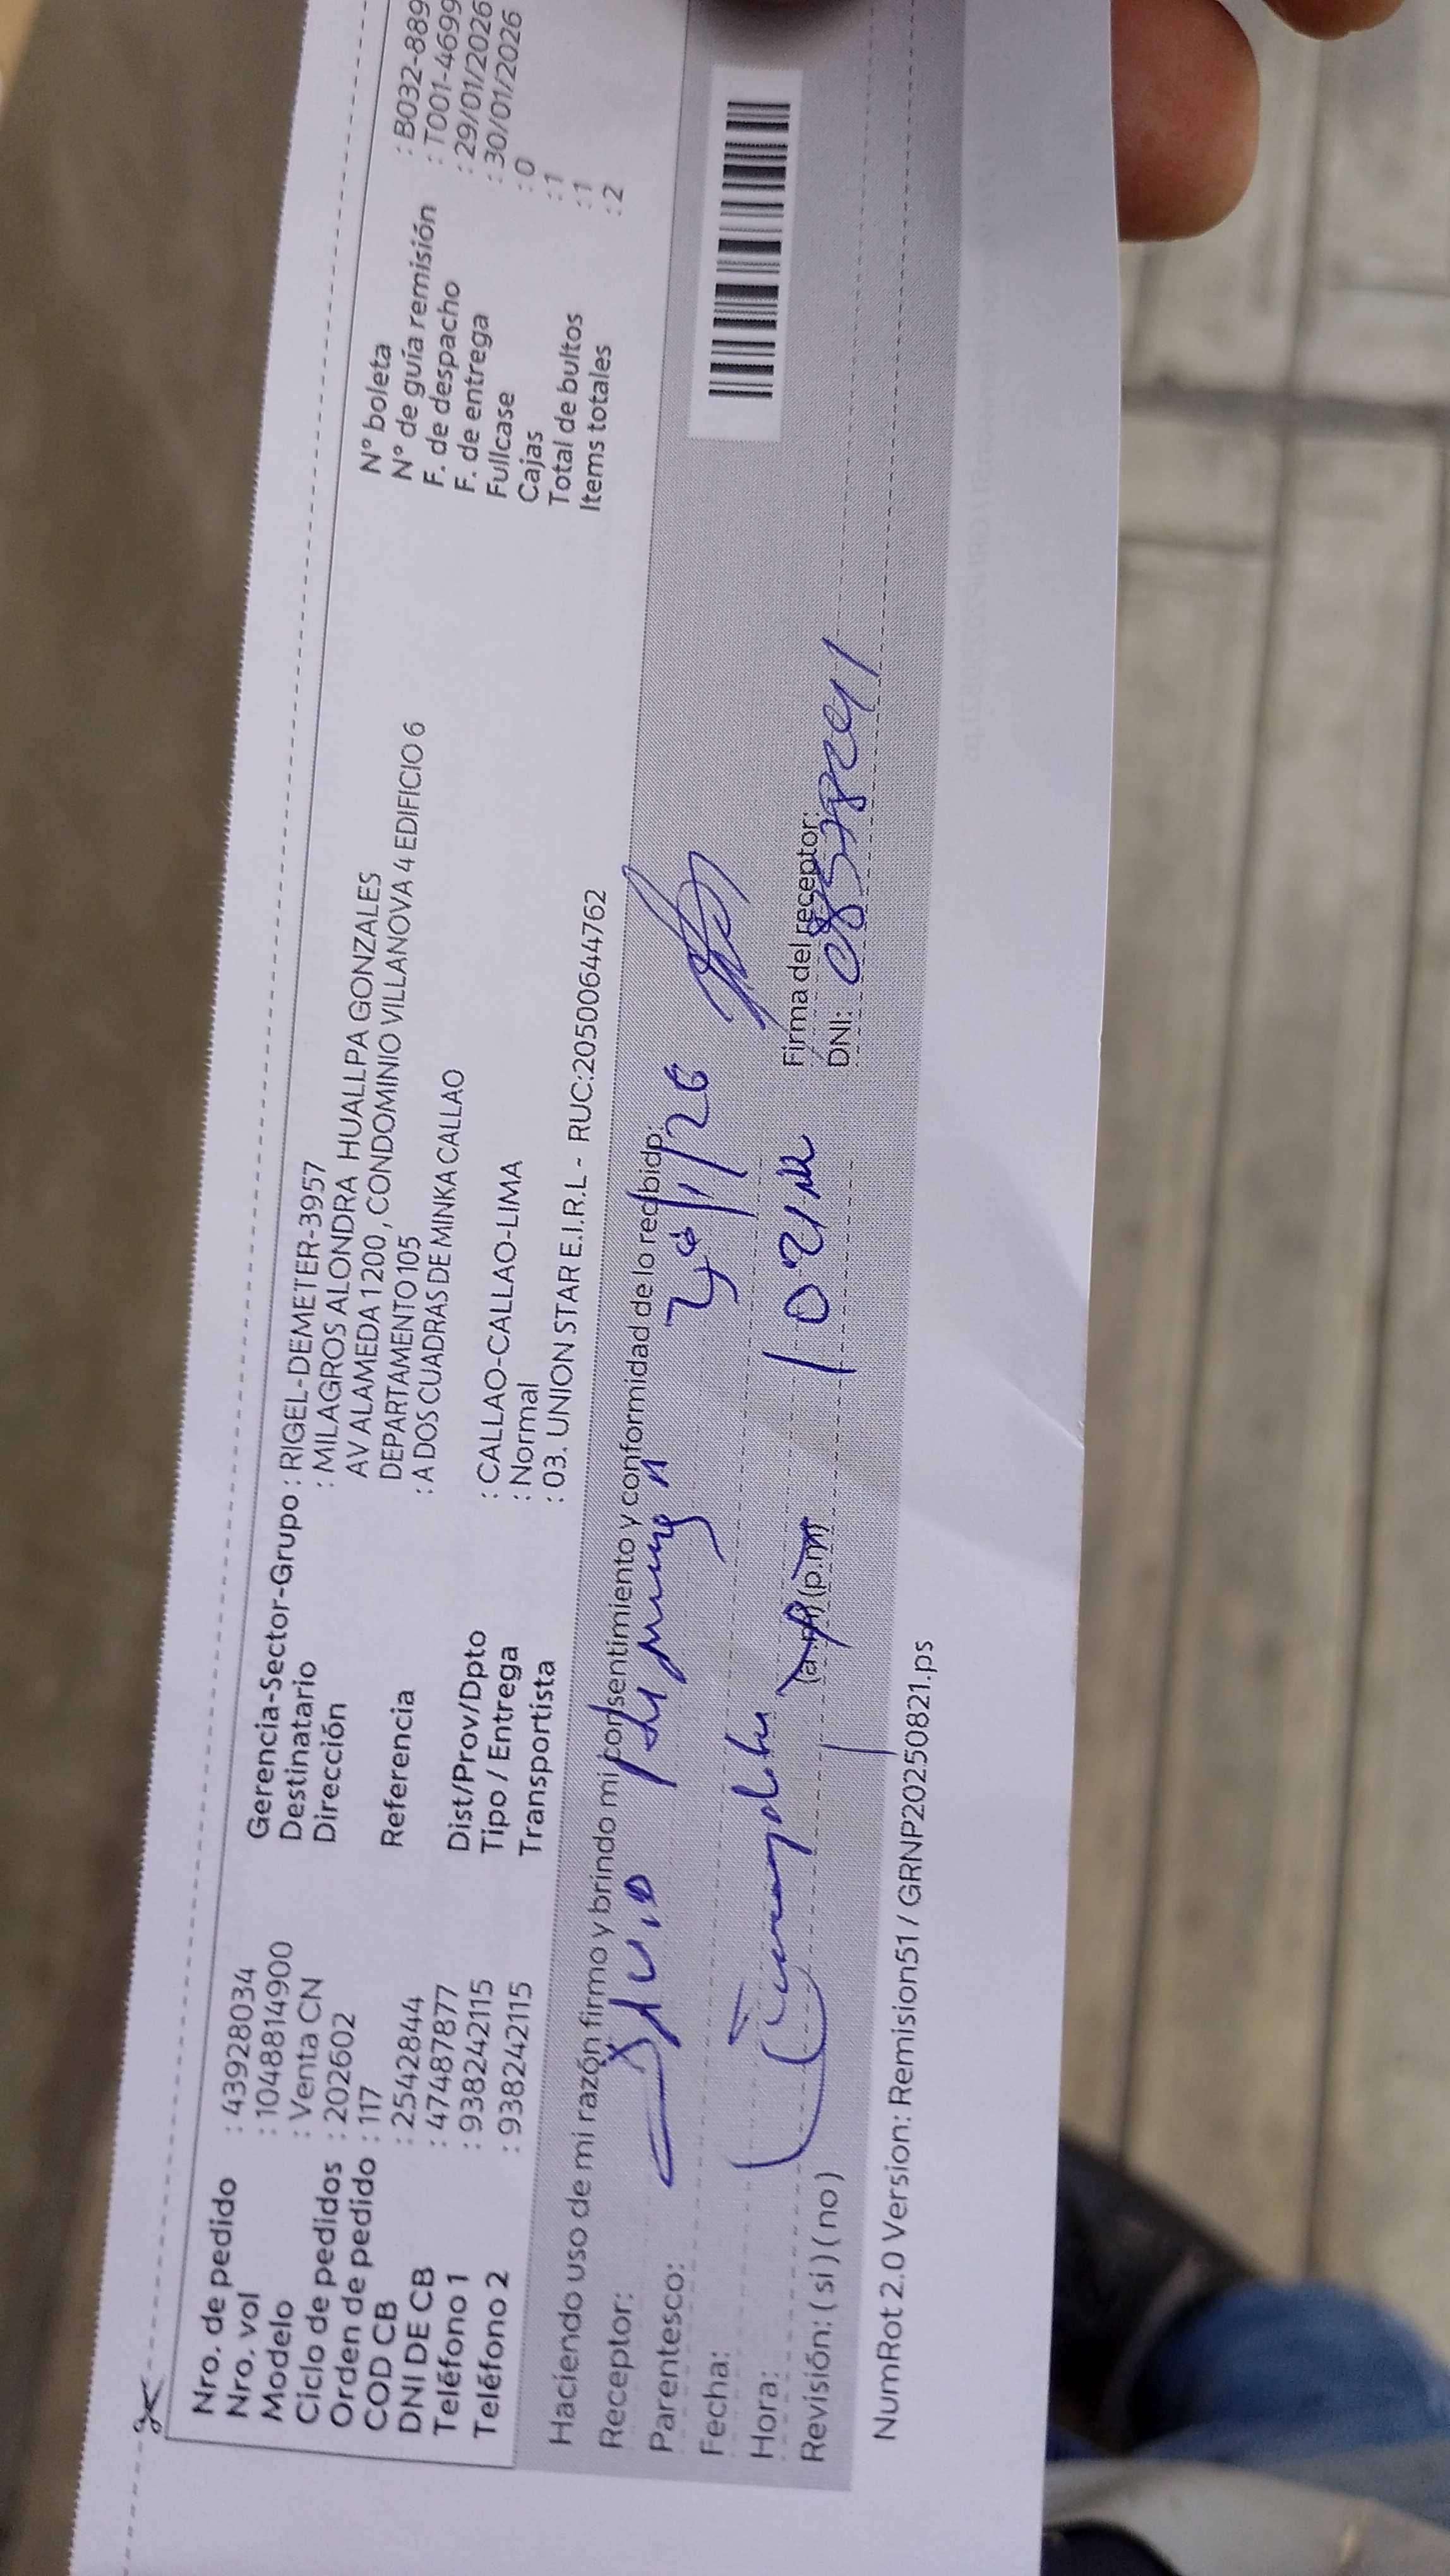 Nro. de pedido : 43928034
Nro. vol : 1048814900
Modelo : Venta CN
Ciclo de pedidos : 202602
Orden de pedido : 117
COD CB : 2542844
DNI DE CB : 47487877
Teléfono 1 : 938242115
Teléfono 2 : 938242115
Gerencia-Sector-Grupo : RIGEL-DEMETER-3957
Destinatario : MILAGROS ALONDRA HUALLPA GONZALES
Dirección AV ALAMEDA 1200 , CONDOMINIO VILLANOVA 4 EDIFICIO 6
DEPARTAMENTO 105
Referencia : A DOS CUADRAS DE MINKA CALLAO
Dist/Prov/Dpto : CALLAO-CALLAO-LIMA
Tipo / Entrega : Normal
Transportista : 03. UNION STAR E.I.R.L - RUC:20500644762
N° boleta : B032-889
N° de guía remisión : T001-4699
F. de despacho : 29/01/2026
F. de entrega : 30/01/2026
Fullcase : 0
Cajas : 1
Total de bultos : 1
Items totales : 2
Haciendo uso de mi razón firmo y brindo mi consentimiento y conformidad de lo recibido:
Receptor:
Parentesco:
Fecha:
Hora: (a.m) (p.m)
Revisión: ( si ) ( no )
Firma del receptor:
DNI:
NumRot 2.0 Version: Remision51 / GRNP20250821.ps